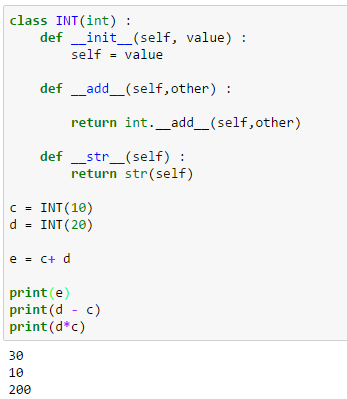 class INT(int) :
    def __init__(self, value) :
        self = value
    def __add__(self,other) :
        return int.__add__(self,other)
    def __str__(self) :
        return str(self)
c = INT(10)
d = INT(20)
e = c+ d
print(e)
print(d - c)
print(d*c)
30
10
200